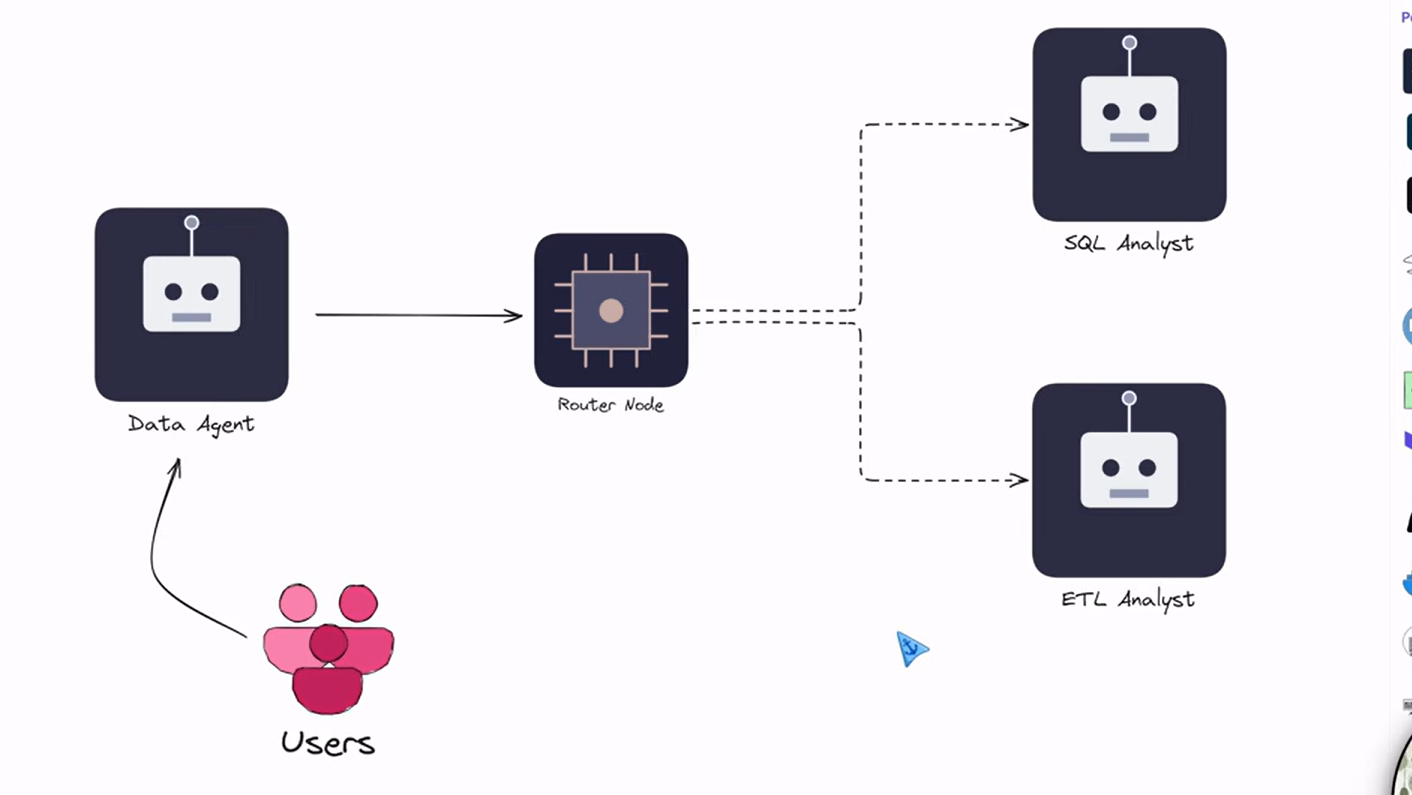 SQL Analyst
Data Agent
Router Node
ETL Analyst
Users